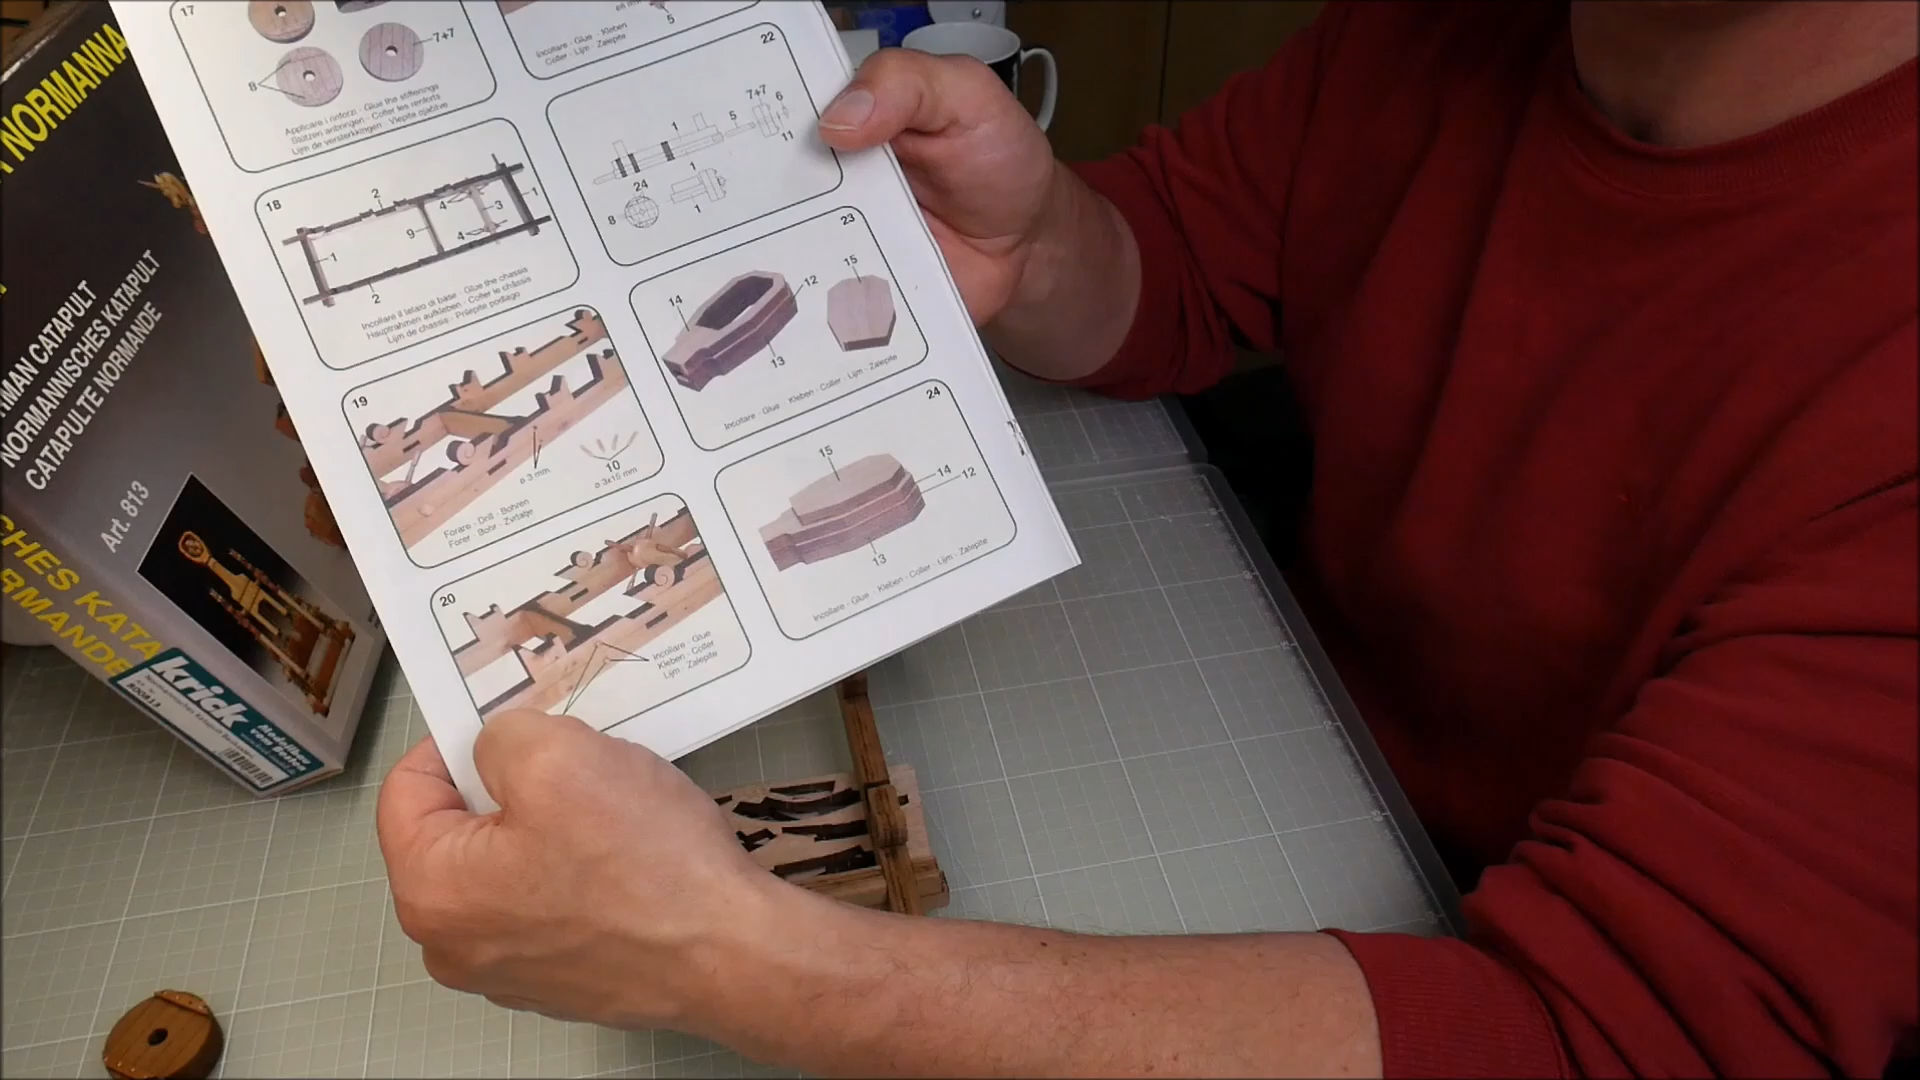 NORMANNA
MAN CATAPULT
NORMANNISCHES KATAPULT
CATAPULTE NORMANDE
Art. 813
CHES KATA
RMANDE
krick
Modellbau
vom Besten
17
7+7
8
Applicare i rinforzi - Glue the stiffenings
Stützen anbringen - Coller les renforts
Lijm de versterkingen - Vlepite ojačitve
18
2
4
3
1
9
4
1
2
Incollare il telaio di base - Glue the chassis
Hauptrahmen aufkleben - Coller le châssis
Lijm de chassis - Prilepite podlago
19
ø 3 mm
10
ø 3x15 mm
Forare - Drill - Bohren
Forer - Bohr - Zvrtajte
20
Incollare - Glue
Kleben - Coller
Lijm - Zalepite
5
Incollare - Glue - Kleben
Coller - Lijm - Zalepite
22
7+7
6
5
1
11
1
24
8
1
23
14
12
15
13
Incollare - Glue - Kleben - Coller - Lijm - Zalepite
24
15
14
12
13
Incollare - Glue - Kleben - Coller - Lijm - Zalepite